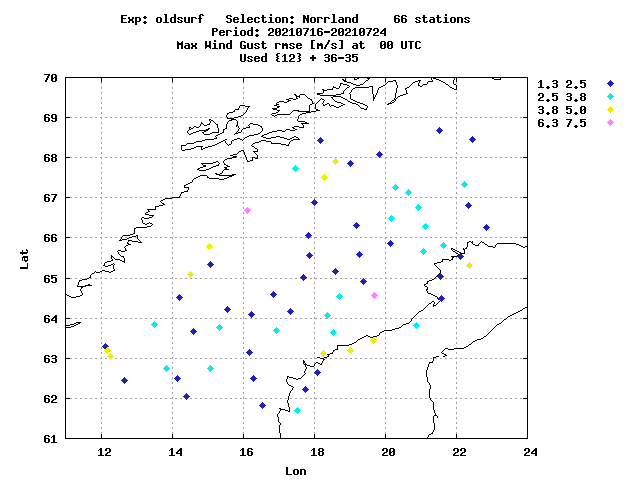 Exp: oldsurf   Selection: Norrland     66 stations
Period: 20210716-20210724
Max Wind Gust rmse [m/s] at  00 UTC
Used {12} + 36-35
1.3 2.5
2.5 3.8
3.8 5.0
6.3 7.5
70
69
68
67
66
65
64
63
62
61
Lat
12 14 16 18 20 22 24
Lon